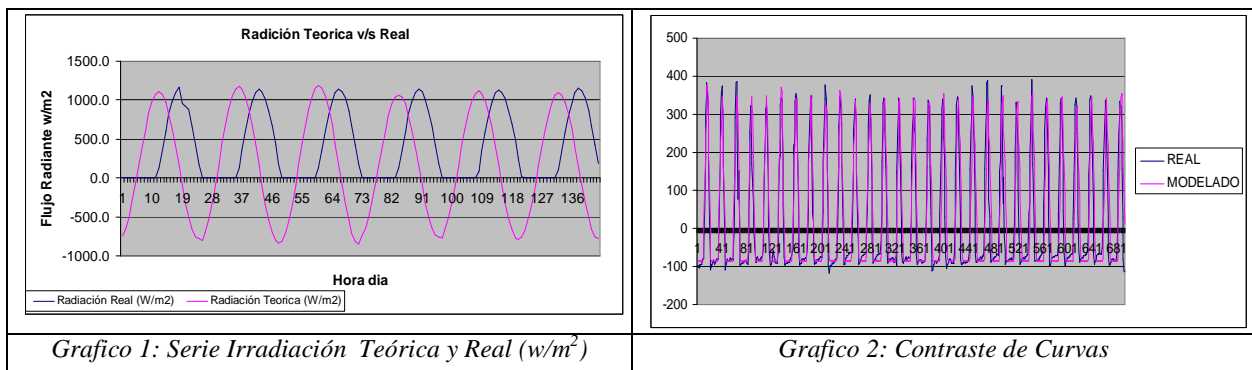 Radición Teorica v/s Real
Flujo Radiante w/m2
1500.0
1000.0
500.0
0.0
-500.0
-1000.0
1 10 19 28 37 46 55 64 73 82 91 100 109 118 127 136
Hora dia
Radiación Real (W/m2) Radiación Teorica (W/m2)
Grafico 1: Serie Irradiación Teórica y Real (w/m²)
500
400
300
200
100
0
-100
-200
1 41 81 121 161 201 241 281 321 361 401 441 481 521 561 601 641 681
REAL
MODELADO
Grafico 2: Contraste de Curvas